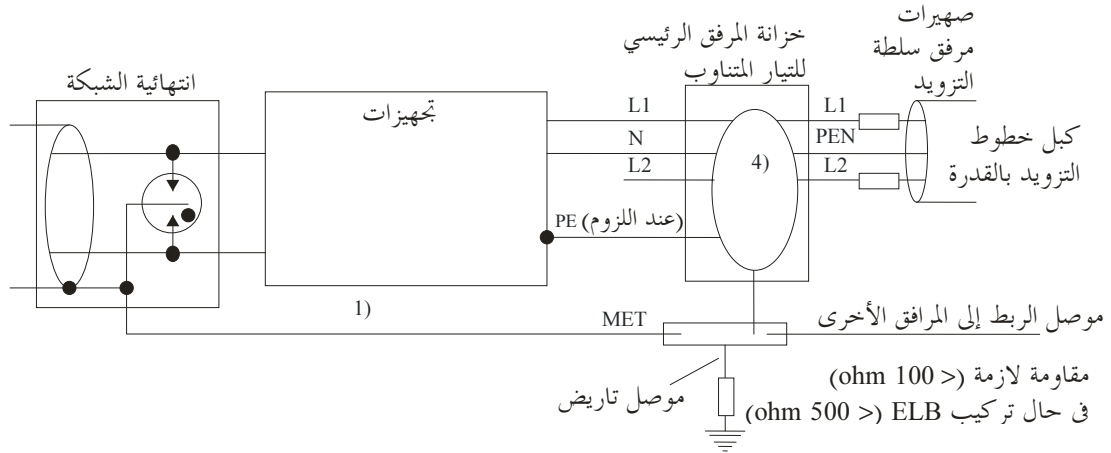 صهيرات
مرفق سلطة
التزويد
خزانة المرفق الرئيسي
للتيار المتناوب
انتهائية الشبكة
تجهيزات
L1
N
L2
PE (عند اللزوم)
4)
L1
PEN
L2
كبل خطوط
التزويد بالقدرة
1)
MET
موصل الربط إلى المرافق الأخرى
موصل تاريض
مقاومة لازمة (< 100 ohm)
في حال تركيب ELB (< 500 ohm)